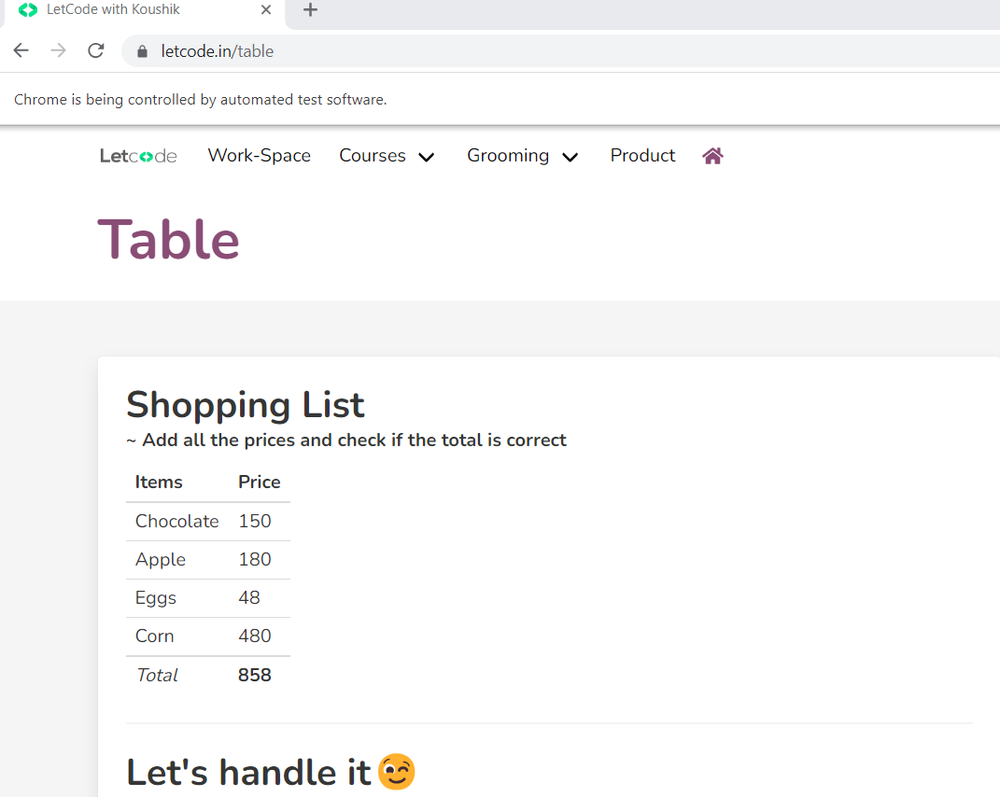 LetCode with Koushik
letcode.in/table
Chrome is being controlled by automated test software.
Letcode Work-Space Courses Grooming Product
Table
Shopping List
~ Add all the prices and check if the total is correct
Items Price
Chocolate 150
Apple 180
Eggs 48
Corn 480
Total 858
Let's handle it 😉